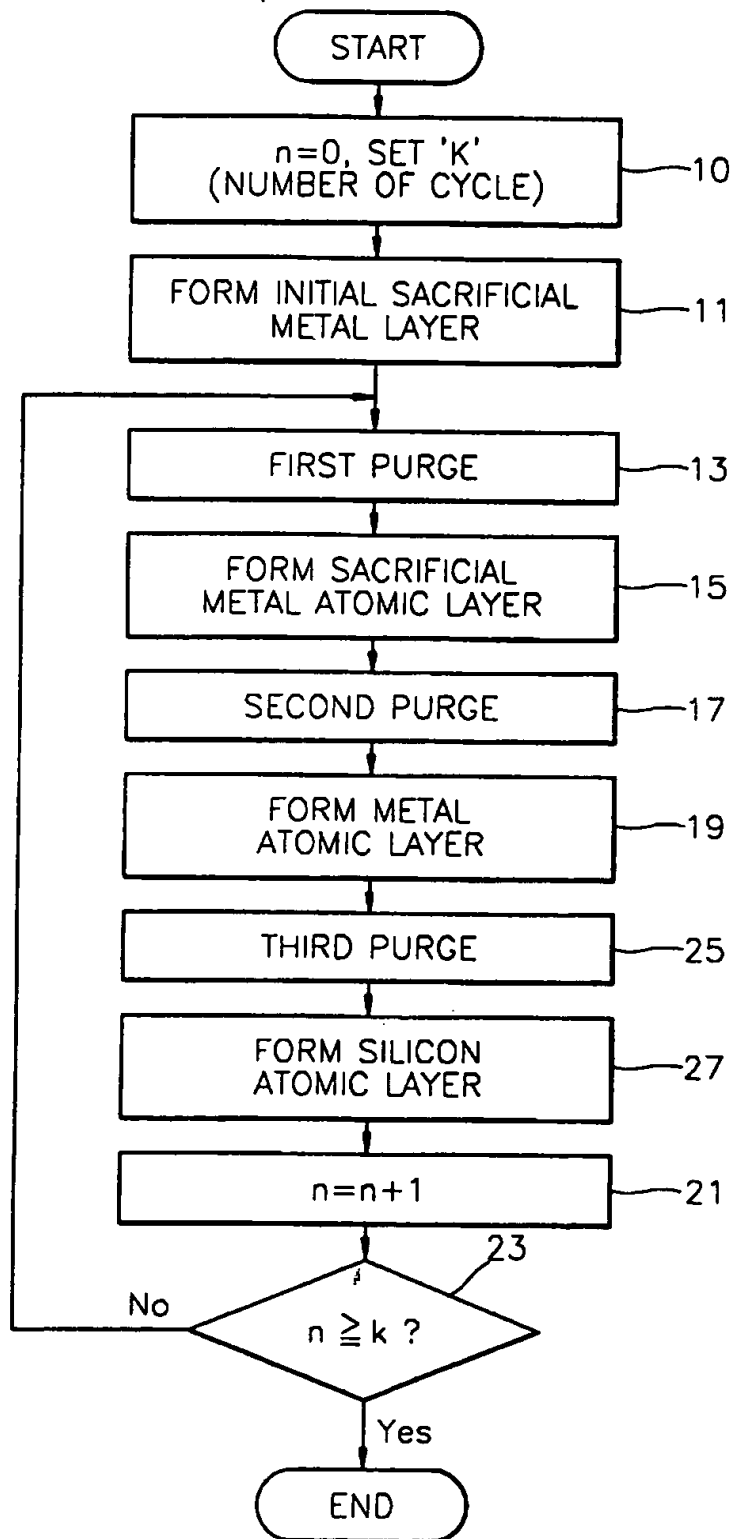 START
n=0, SET 'K'
(NUMBER OF CYCLE)
10
FORM INITIAL SACRIFICIAL
METAL LAYER
11
FIRST PURGE
13
FORM SACRIFICIAL
METAL ATOMIC LAYER
15
SECOND PURGE
17
FORM METAL
ATOMIC LAYER
19
THIRD PURGE
25
FORM SILICON
ATOMIC LAYER
27
n=n+1
21
23
No
n ≧ k ?
Yes
END